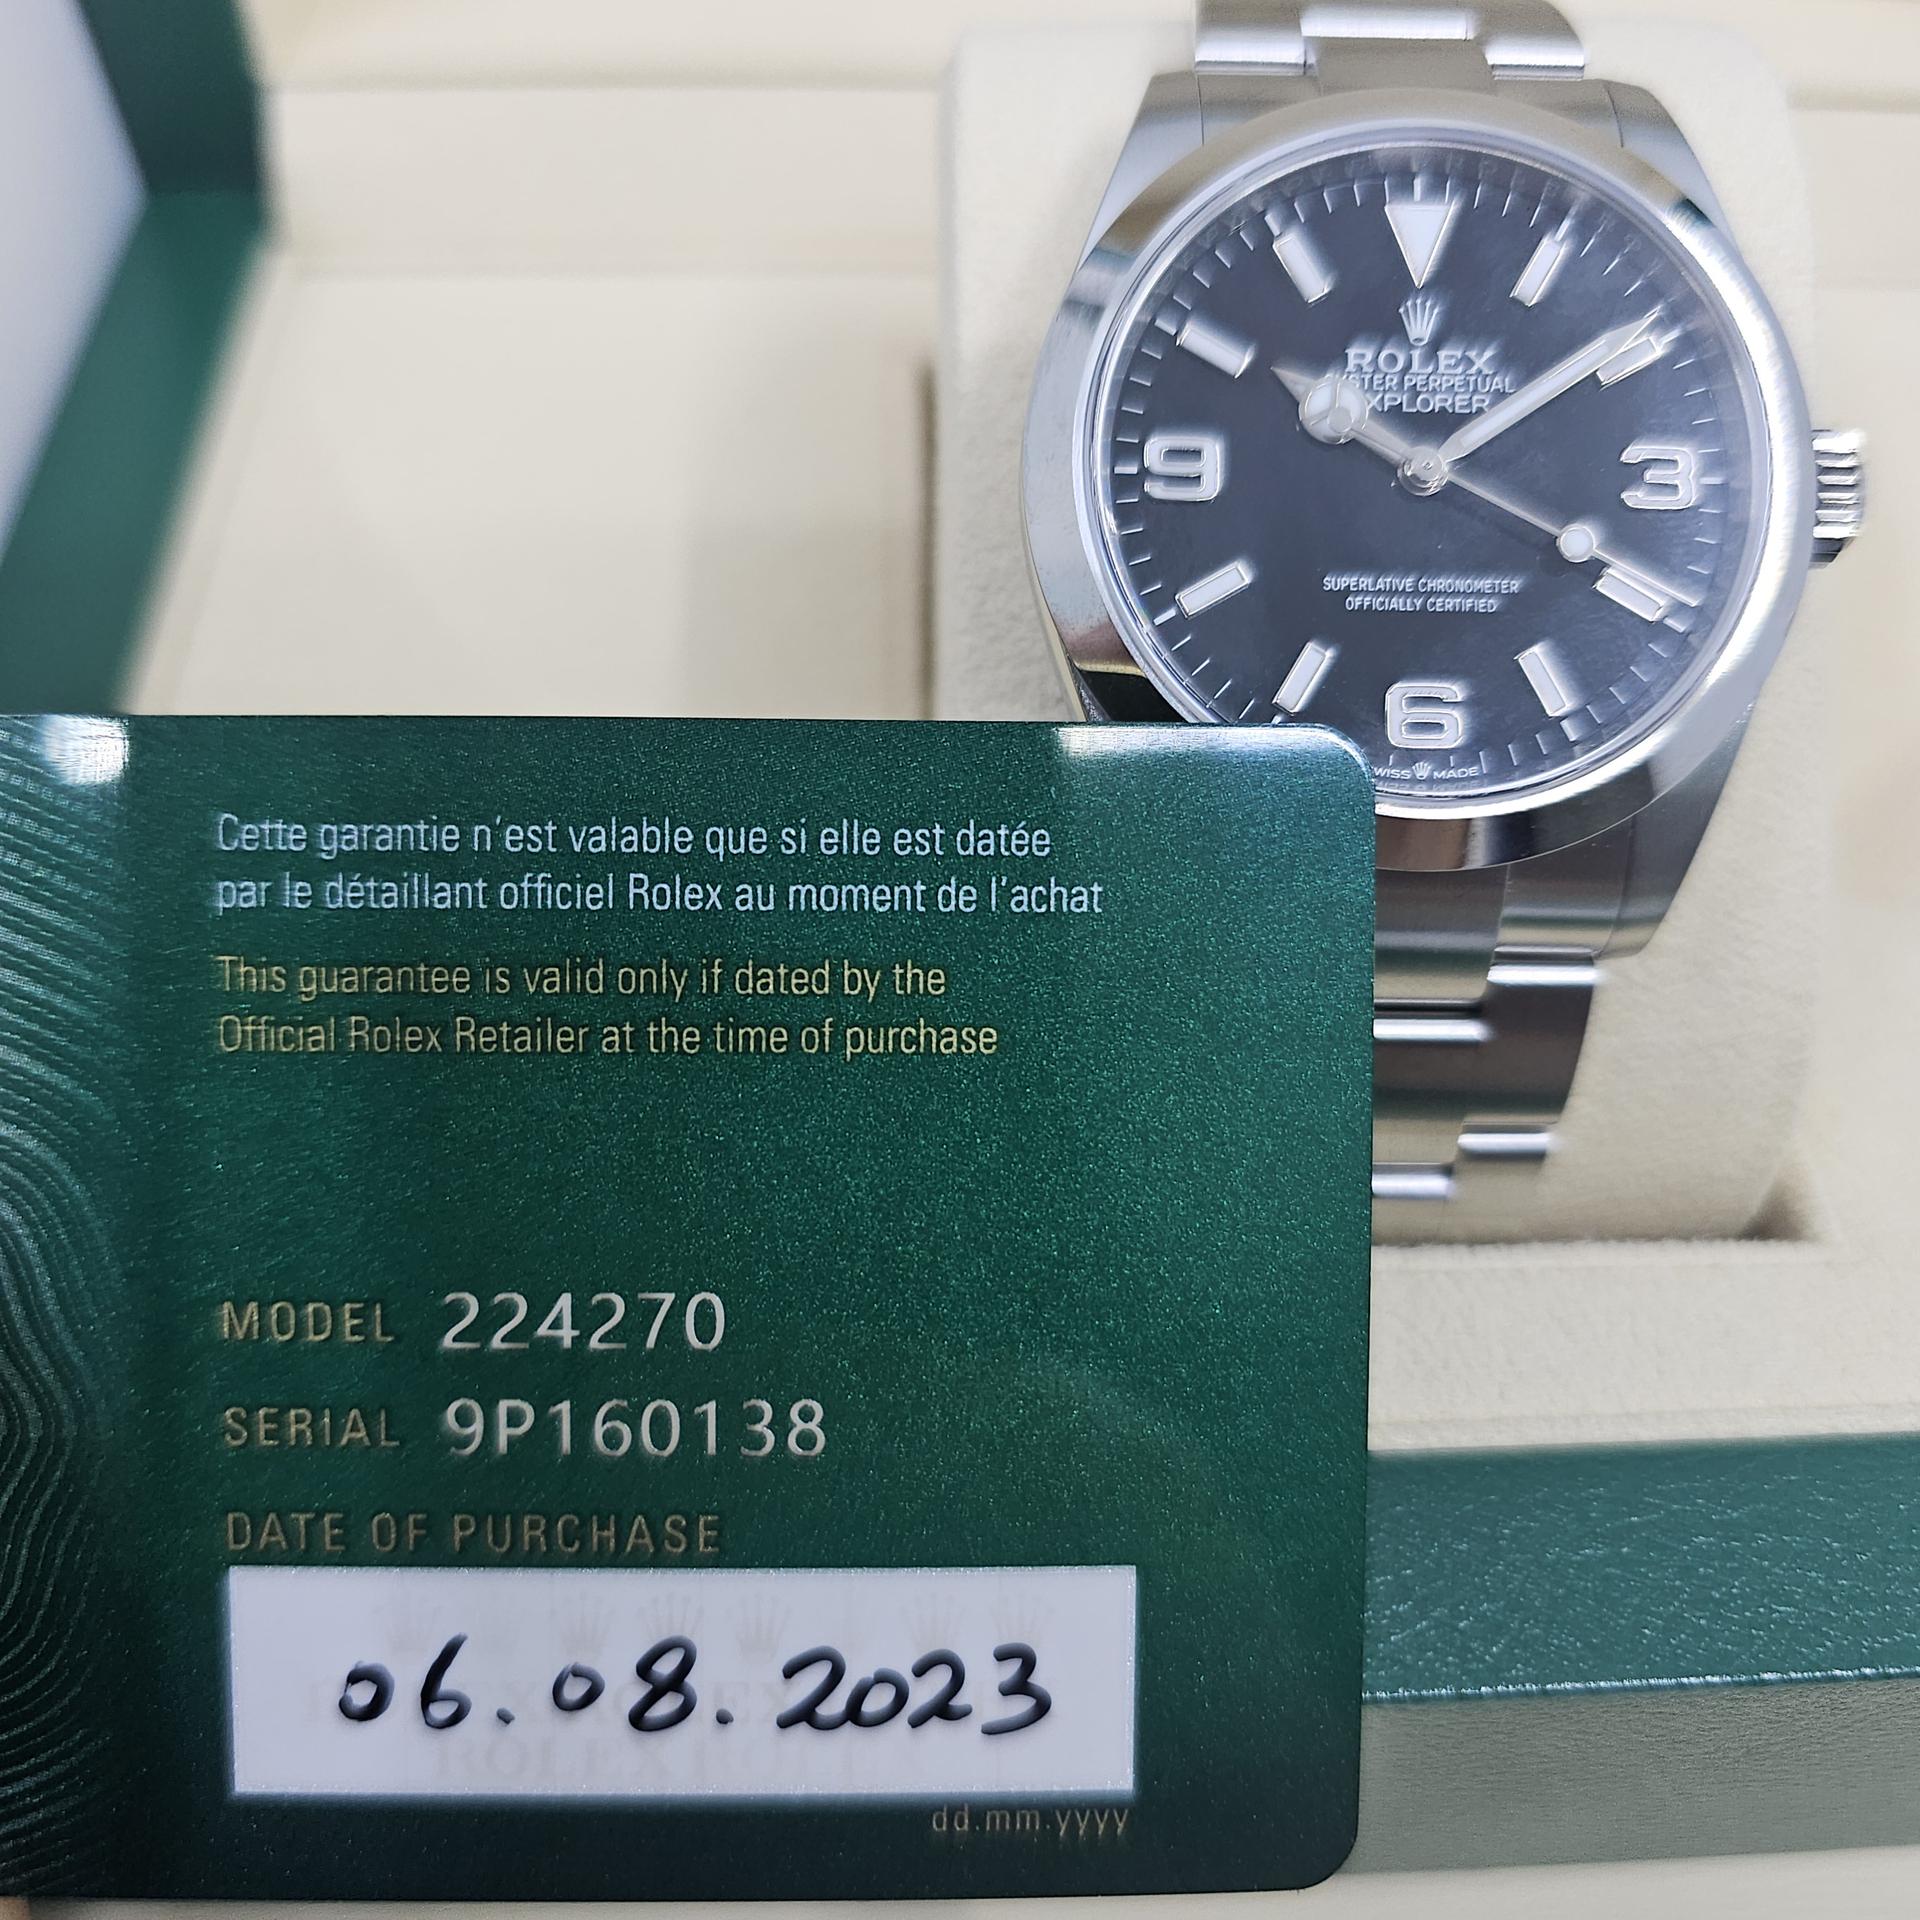 ROLEX
OYSTER PERPETUAL
EXPLORER
9
3
SUPERLATIVE CHRONOMETER
OFFICIALLY CERTIFIED
6
SWISS MADE
Cette garantie n'est valable que si elle est datée
par le détaillant officiel Rolex au moment de l'achat
This guarantee is valid only if dated by the
Official Rolex Retailer at the time of purchase
MODEL 224270
SERIAL 9P160138
DATE OF PURCHASE
06.08.2023
ROLEX
dd.mm.yyyy